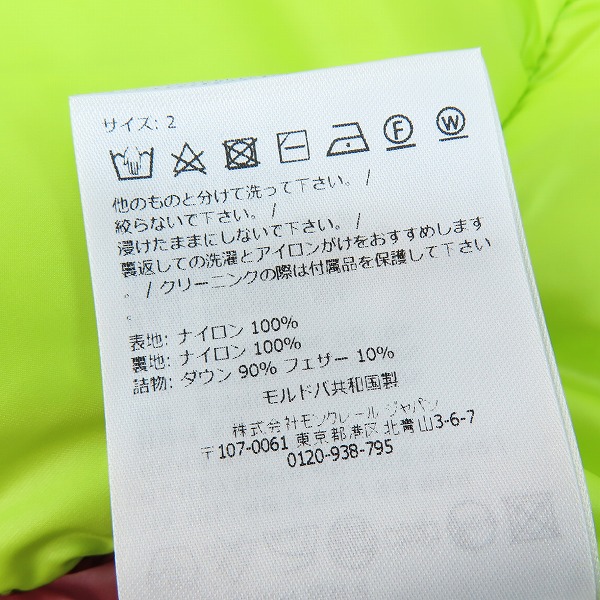 サイズ: 2
F
W
他のものと分けて洗って下さい。/
絞らないで下さい。/
浸けたままにしないで下さい。/
裏返しての洗濯とアイロンがけをおすすめします
。/クリーニングの際は付属品を保護して下さい
。
表地: ナイロン 100%
裏地: ナイロン 100%
詰物: ダウン 90% フェザー 10%
モルドバ共和国製
株式会社モンクレール ジャパン
〒107-0061 東京都港区 北青山3-6-7
0120-938-795